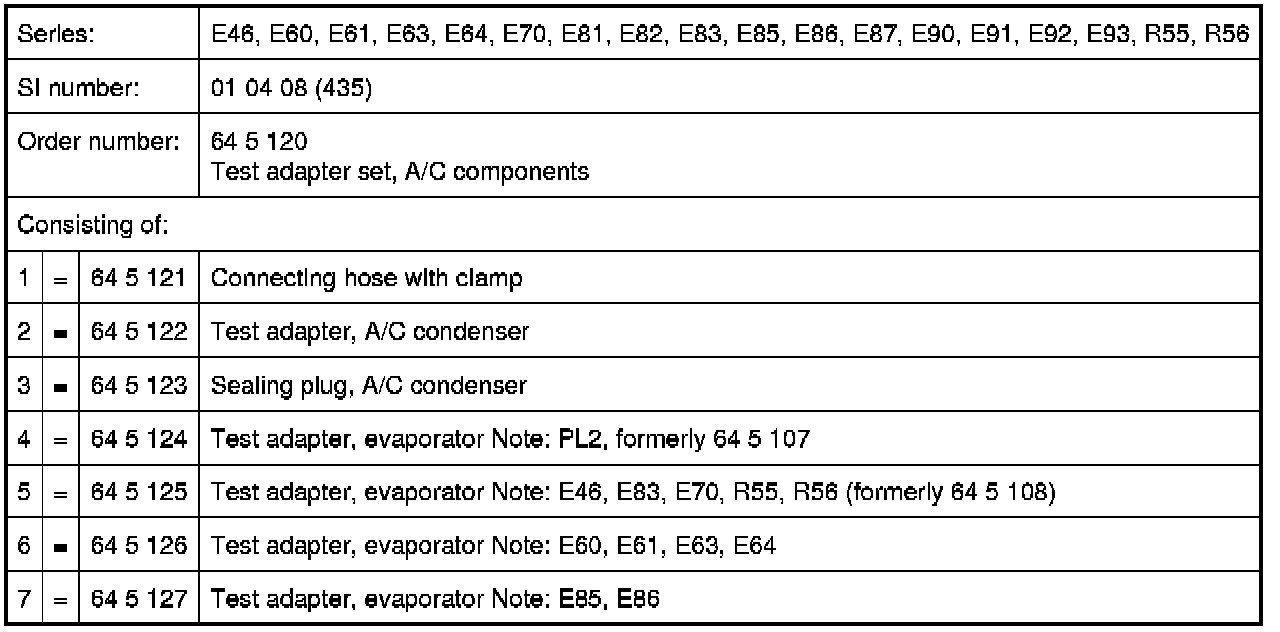 Series: E46, E60, E61, E63, E64, E70, E81, E82, E83, E85, E86, E87, E90, E91, E92, E93, R55, R56
SI number: 01 04 08 (435)
Order number: 64 5 120
Test adapter set, A/C components
Consisting of:
1 = 64 5 121 Connecting hose with clamp
2 = 64 5 122 Test adapter, A/C condenser
3 = 64 5 123 Sealing plug, A/C condenser
4 = 64 5 124 Test adapter, evaporator Note: PL2, formerly 64 5 107
5 = 64 5 125 Test adapter, evaporator Note: E46, E83, E70, R55, R56 (formerly 64 5 108)
6 = 64 5 126 Test adapter, evaporator Note: E60, E61, E63, E64
7 = 64 5 127 Test adapter, evaporator Note: E85, E86